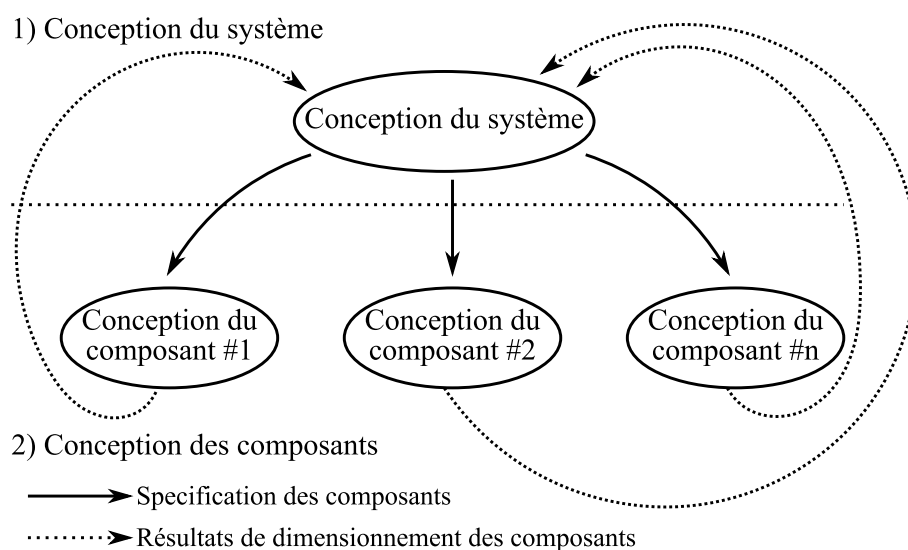 1) Conception du système
Conception du système
Conception du
composant #1
Conception du
composant #2
Conception du
composant #n
2) Conception des composants
Specification des composants
Résultats de dimensionnement des composants